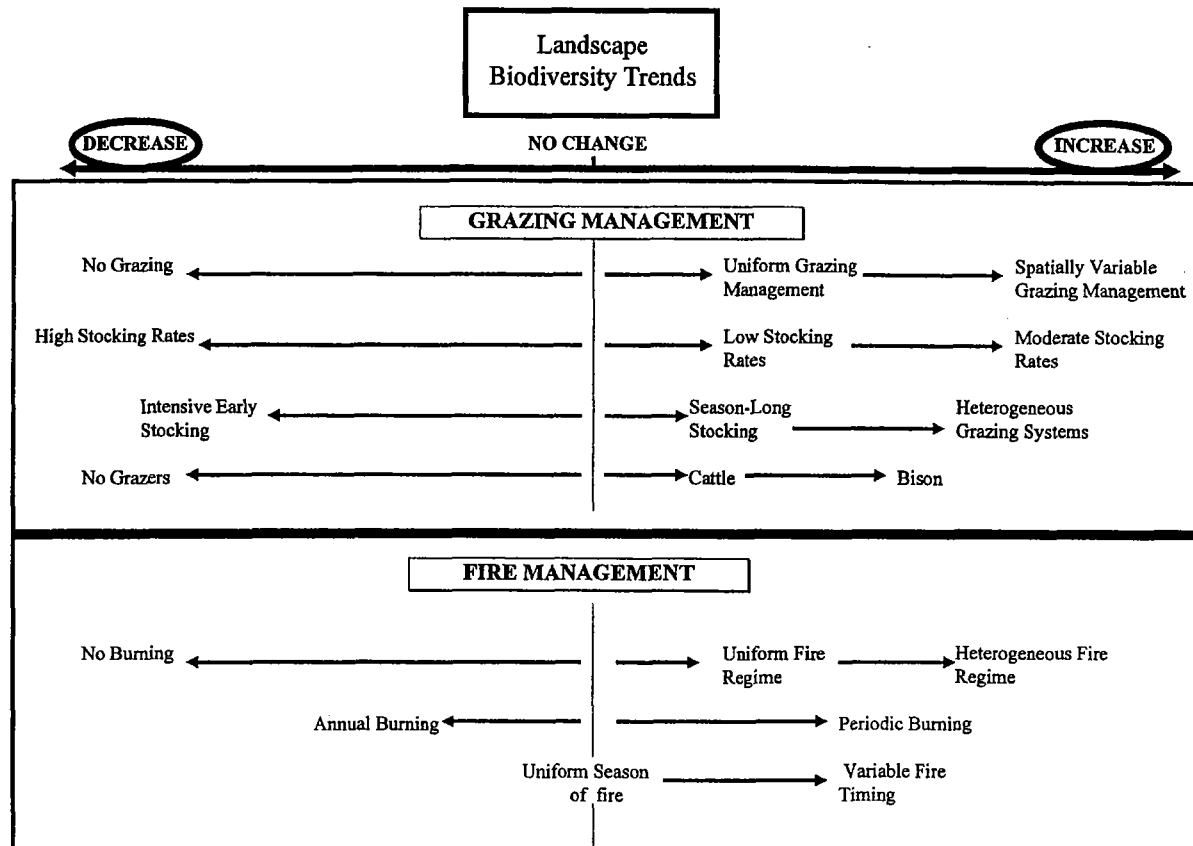 Landscape
Biodiversity Trends
DECREASE
NO CHANGE
INCREASE
GRAZING MANAGEMENT
No Grazing
Uniform Grazing
Management
Spatially Variable
Grazing Management
High Stocking Rates
Low Stocking
Rates
Moderate Stocking
Rates
Intensive Early
Stocking
Season-Long
Stocking
Heterogeneous
Grazing Systems
No Grazers
Cattle
Bison
FIRE MANAGEMENT
No Burning
Uniform Fire
Regime
Heterogeneous Fire
Regime
Annual Burning
Periodic Burning
Uniform Season
of fire
Variable Fire
Timing